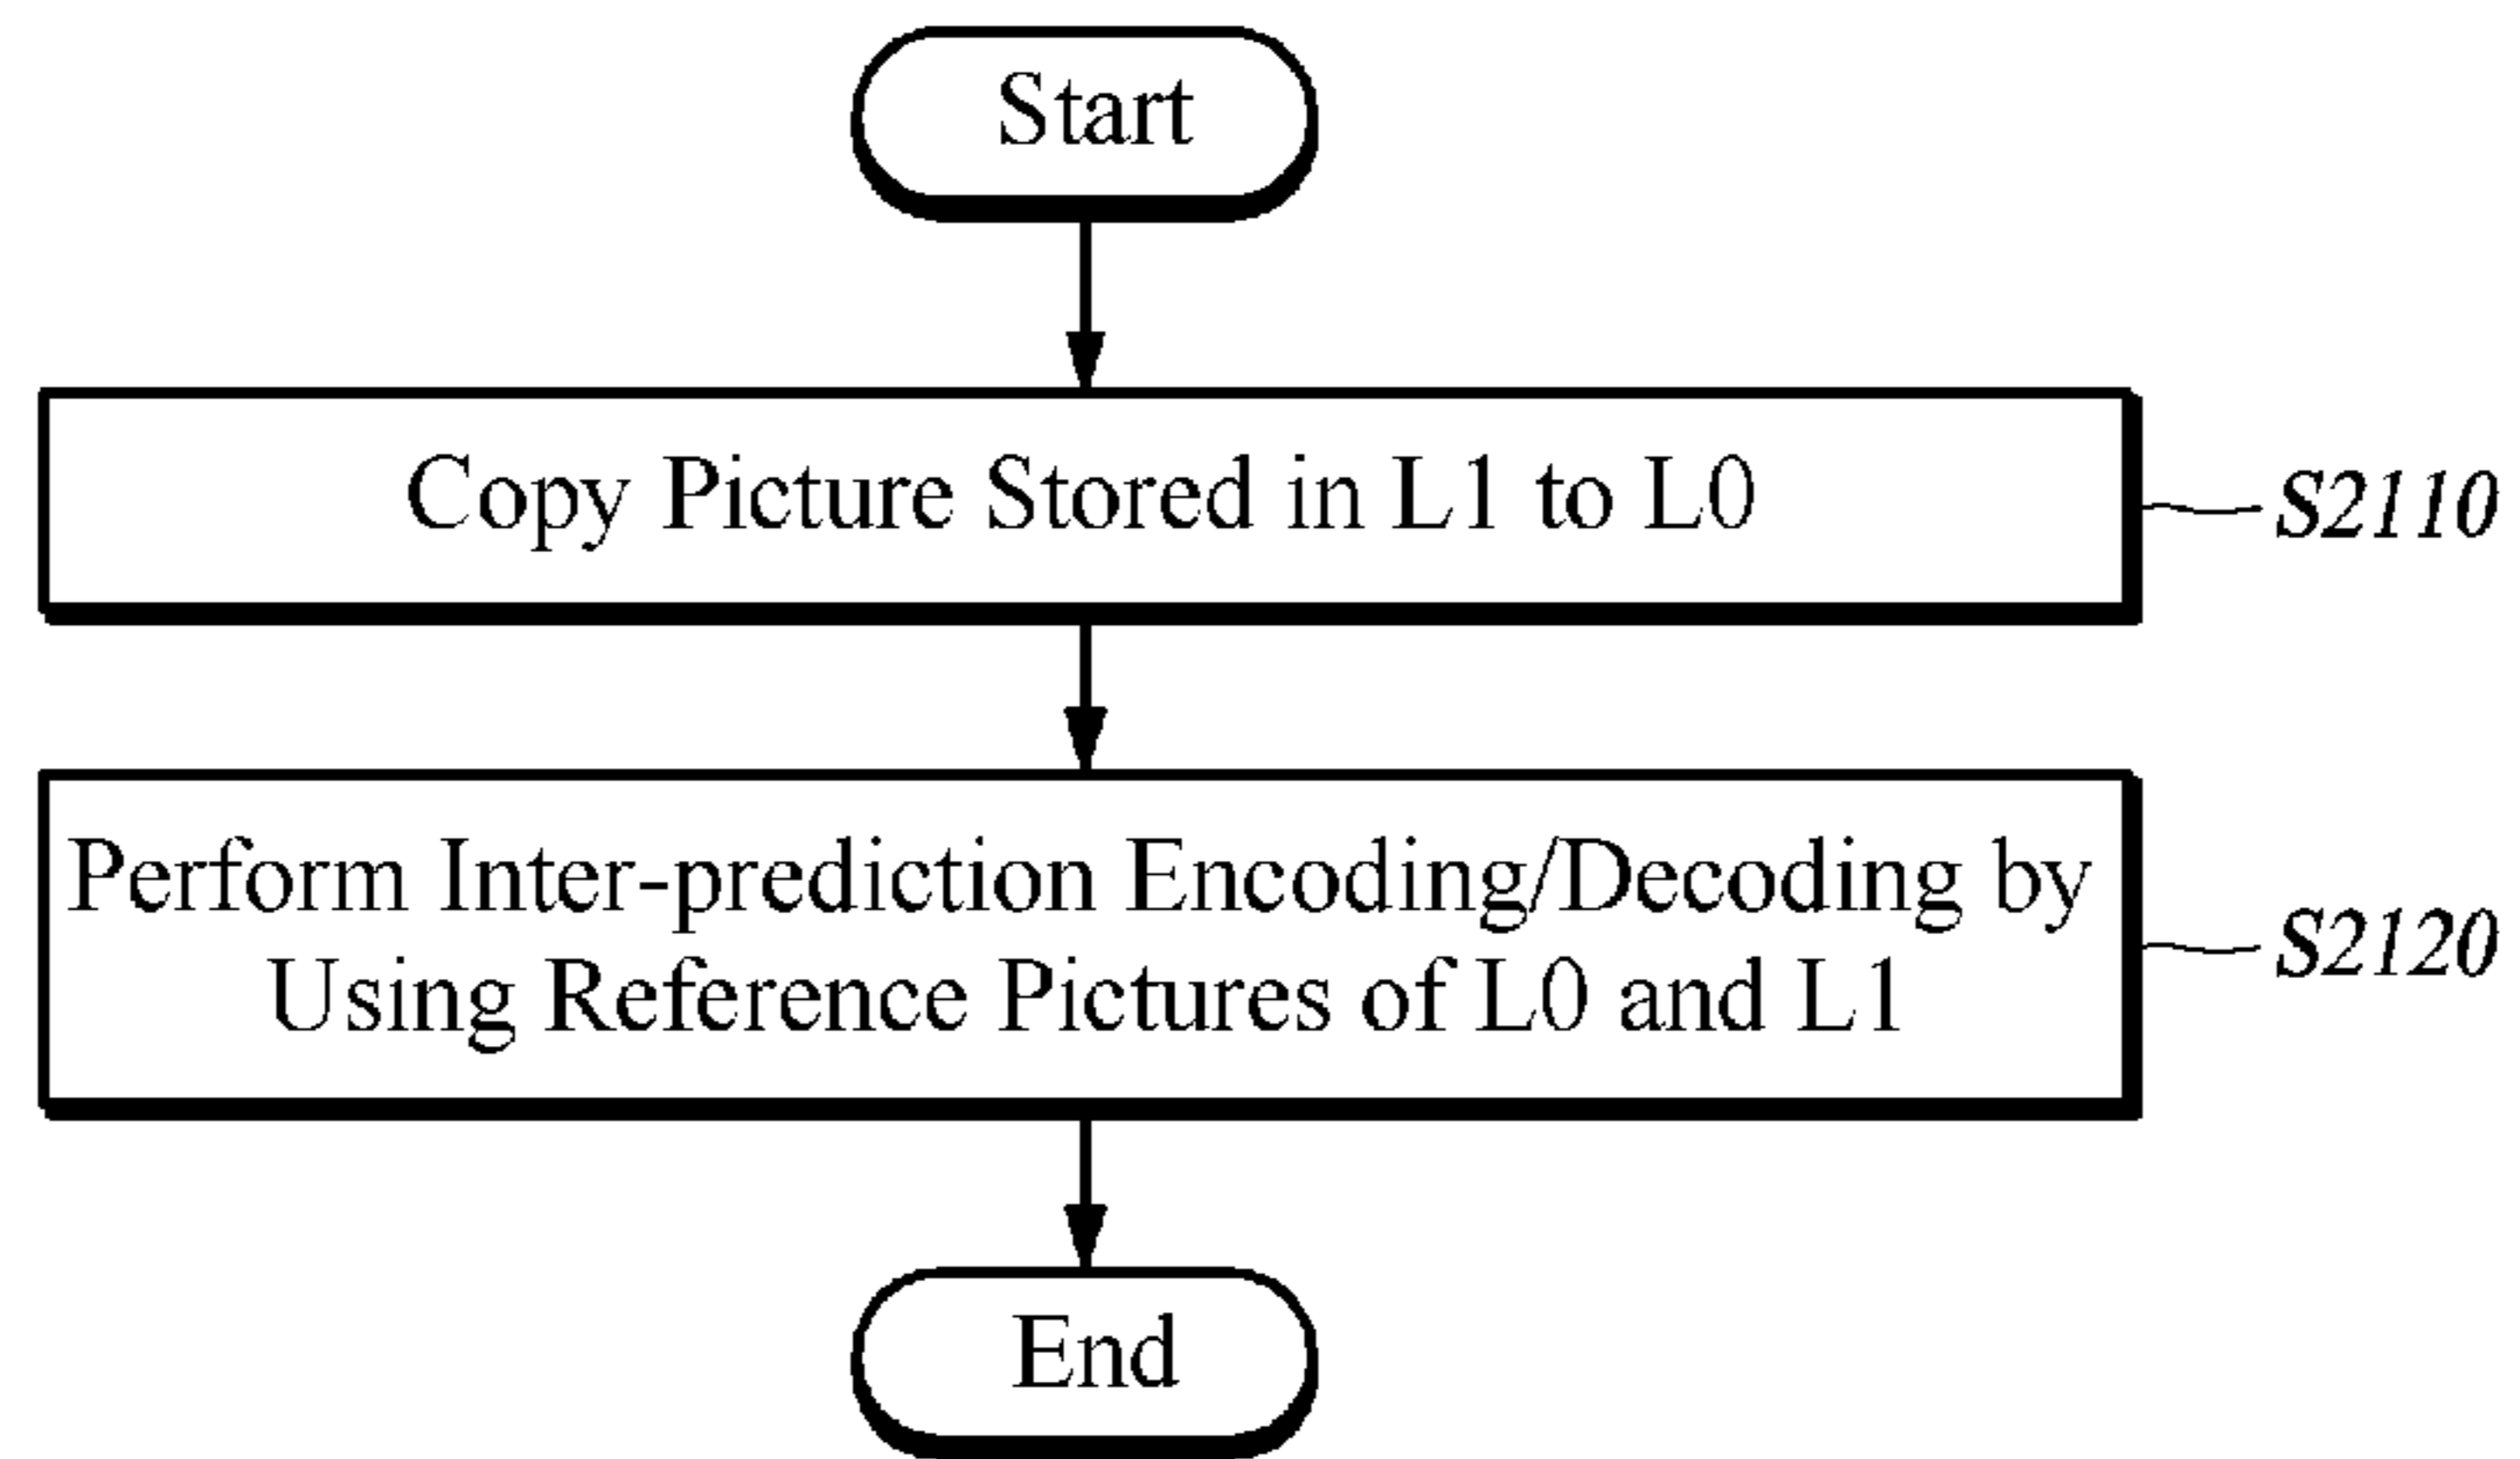 Start
Copy Picture Stored in L1 to L0
S2110
Perform Inter-prediction Encoding/Decoding by
Using Reference Pictures of L0 and L1
S2120
End